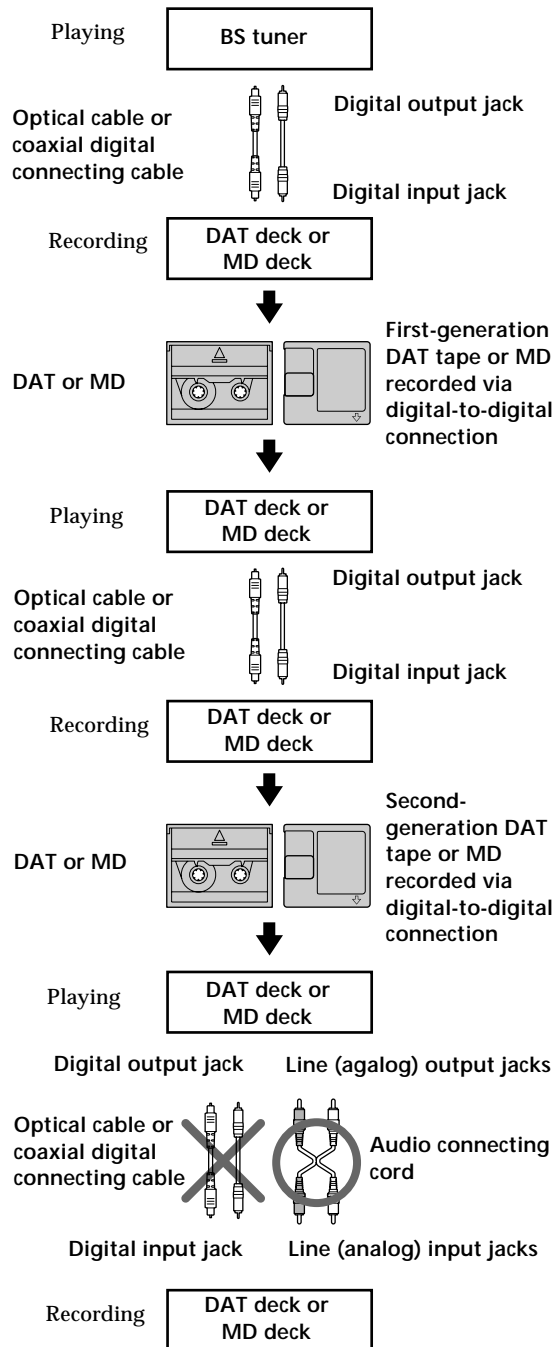 Playing
BS tuner
Optical cable or
coaxial digital
connecting cable
Digital output jack
Digital input jack
Recording
DAT deck or
MD deck
DAT or MD
First-generation
DAT tape or MD
recorded via
digital-to-digital
connection
Playing
DAT deck or
MD deck
Optical cable or
coaxial digital
connecting cable
Digital output jack
Digital input jack
Recording
DAT deck or
MD deck
DAT or MD
Second-
generation DAT
tape or MD
recorded via
digital-to-digital
connection
Playing
DAT deck or
MD deck
Digital output jack
Line (agalog) output jacks
Optical cable or
coaxial digital
connecting cable
Audio connecting
cord
Digital input jack
Line (analog) input jacks
Recording
DAT deck or
MD deck